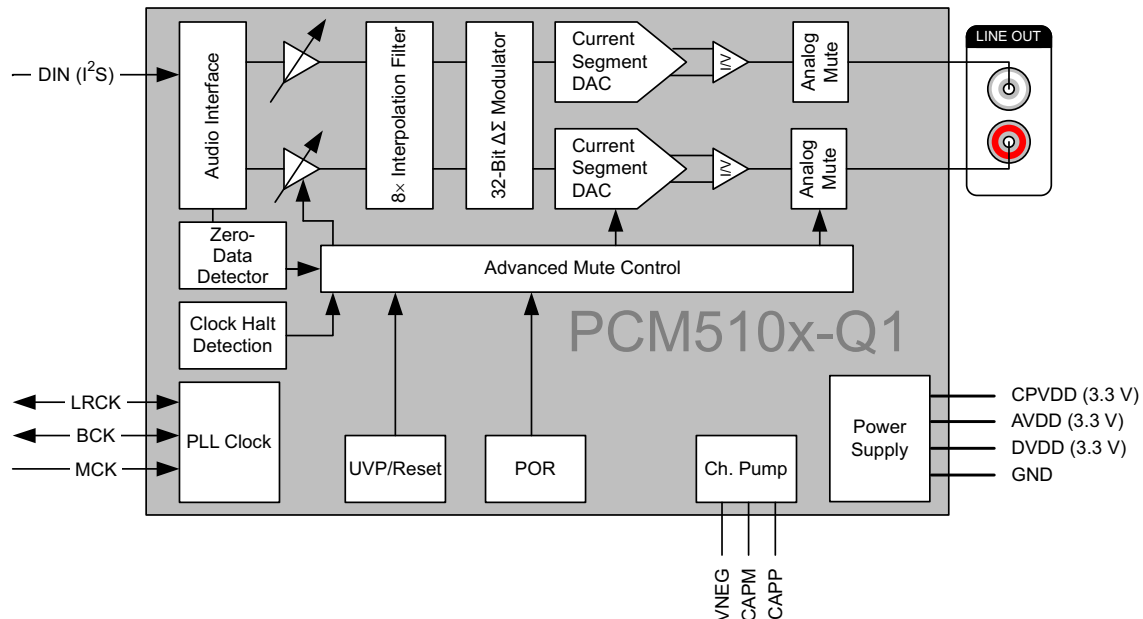 LINE OUT
DIN (I²S)
Audio Interface
8× Interpolation Filter
32-Bit ΔΣ Modulator
Current
Segment
DAC
I/V
Analog
Mute
Current
Segment
DAC
I/V
Analog
Mute
Zero-
Data
Detector
Advanced Mute Control
Clock Halt
Detection
PCM510x-Q1
LRCK
BCK
MCK
PLL Clock
UVP/Reset
POR
Ch. Pump
Power
Supply
CPVDD (3.3 V)
AVDD (3.3 V)
DVDD (3.3 V)
GND
VNEG
CAPM
CAPP